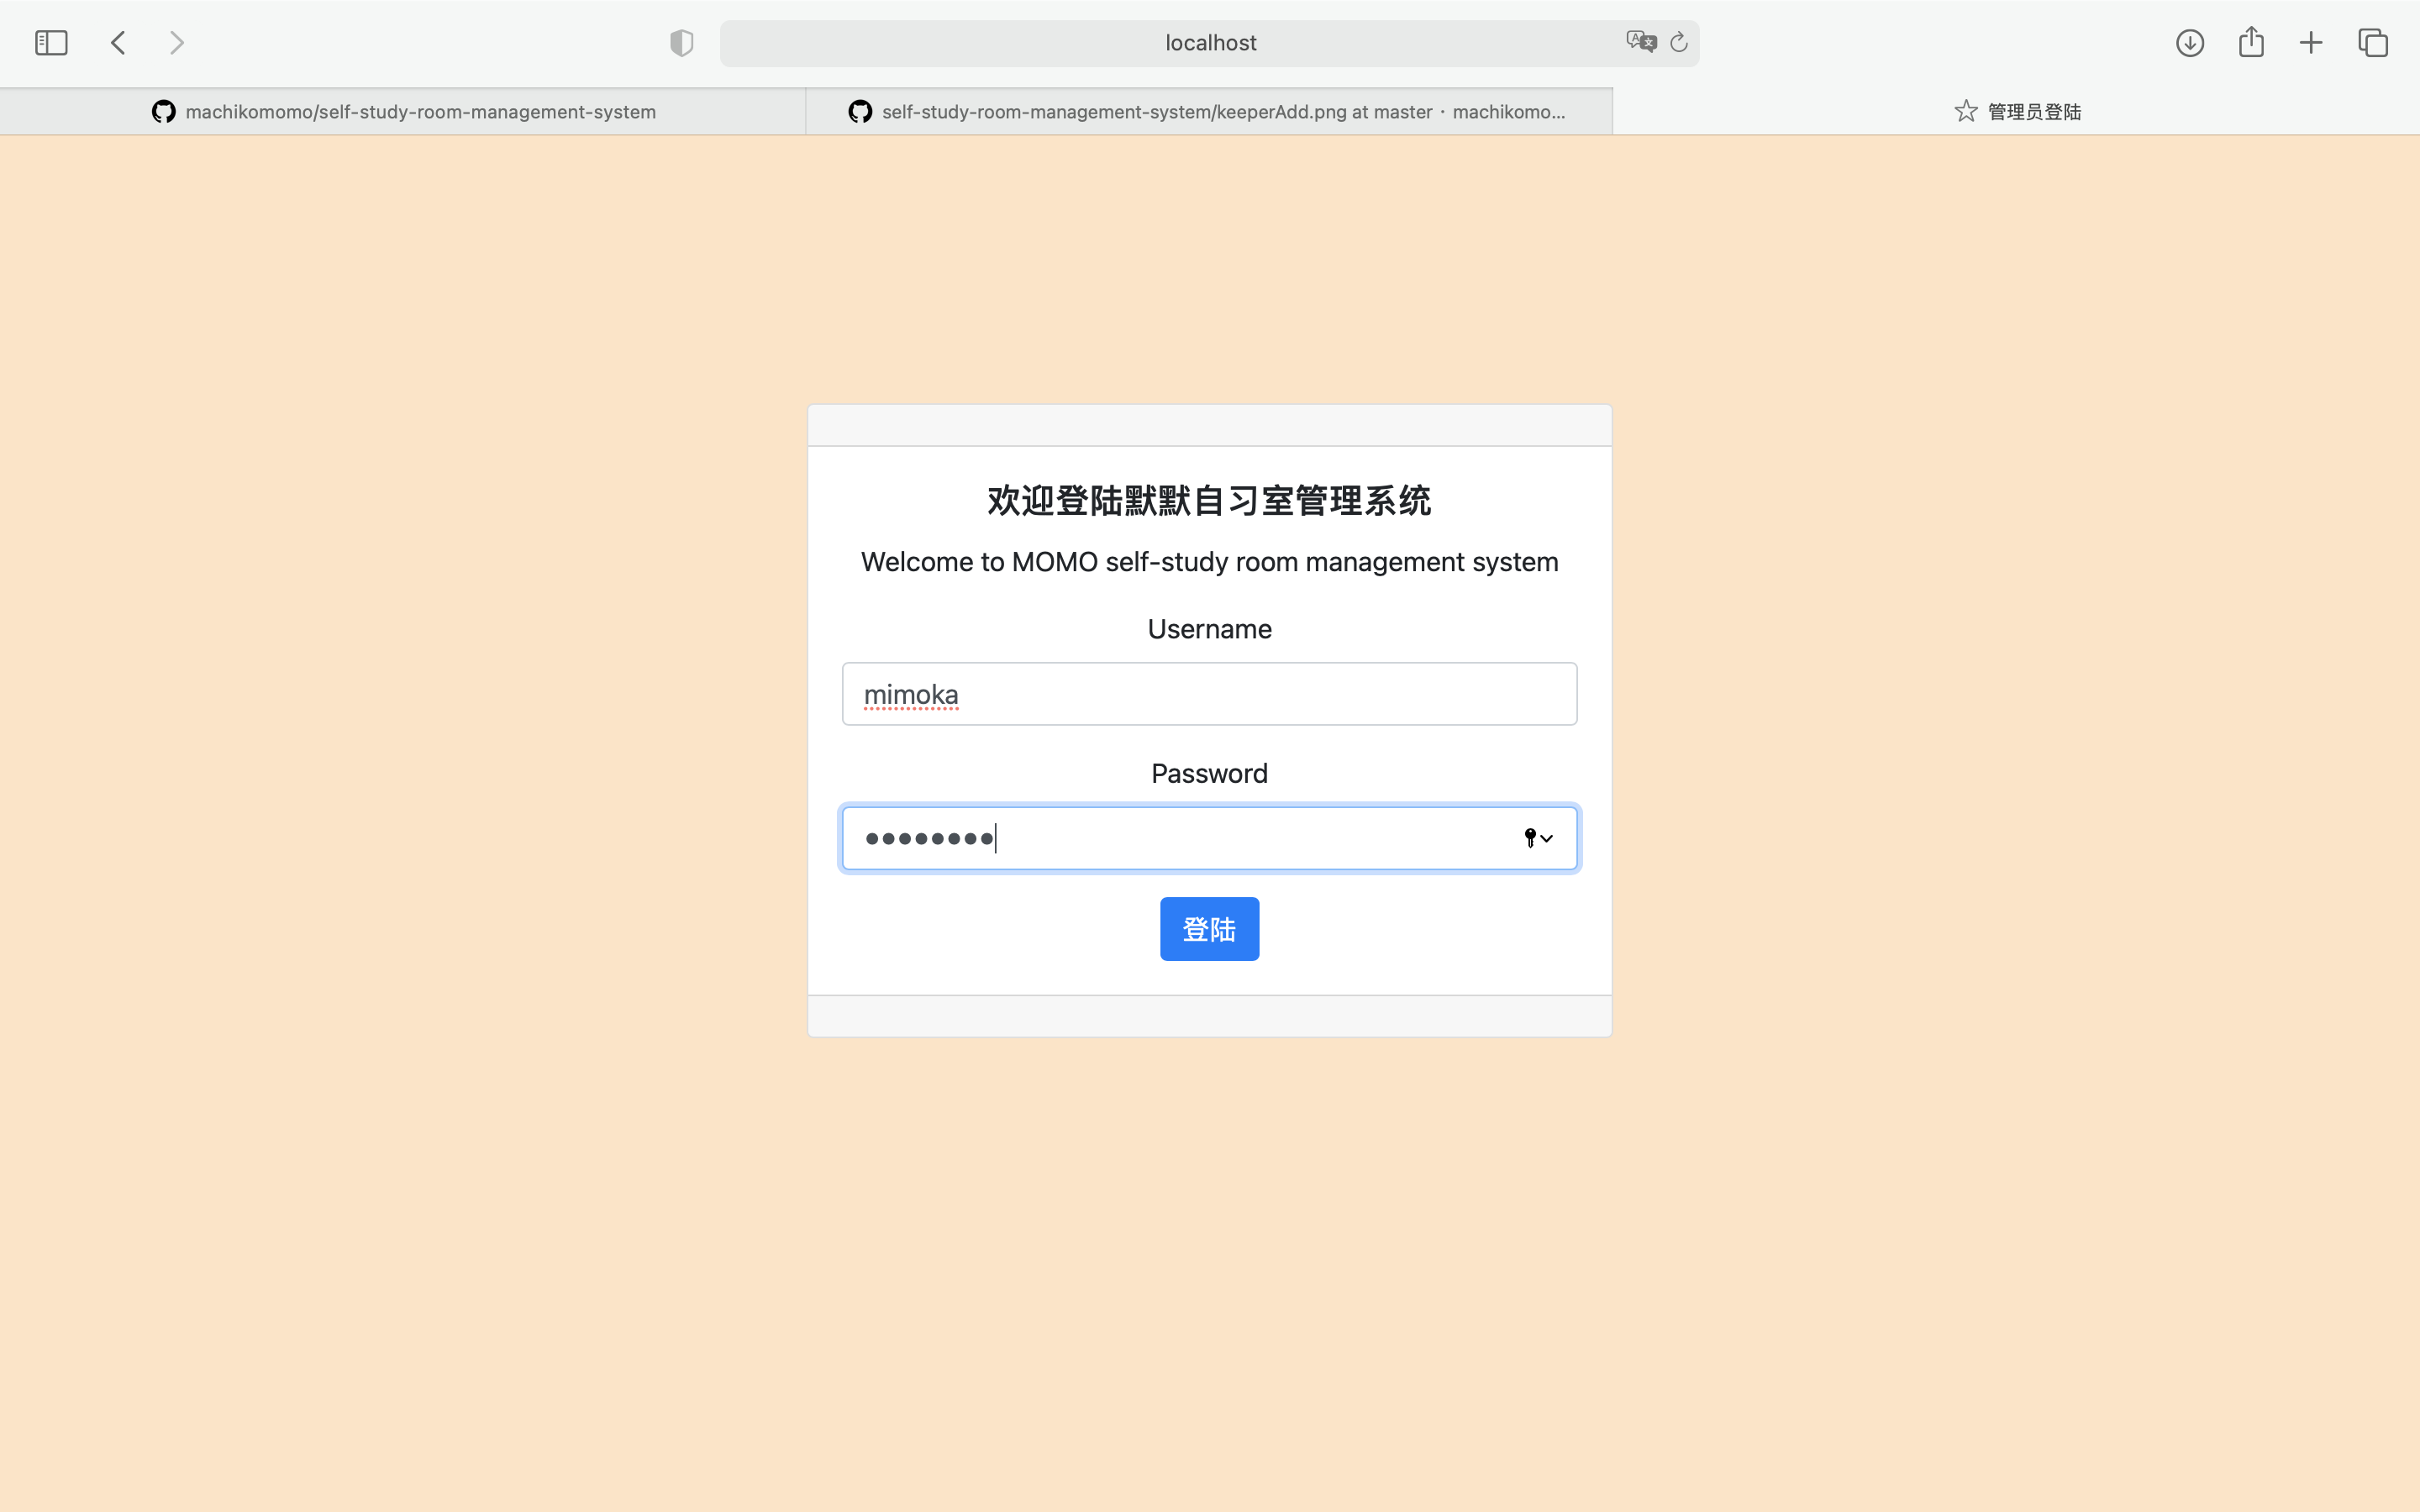 localhost
machikomomo/self-study-room-management-system
self-study-room-management-system/keeperAdd.png at master · machikomo...
管理员登陆
欢迎登陆默默自习室管理系统
Welcome to MOMO self-study room management system
Username
mimoka
Password
登陆